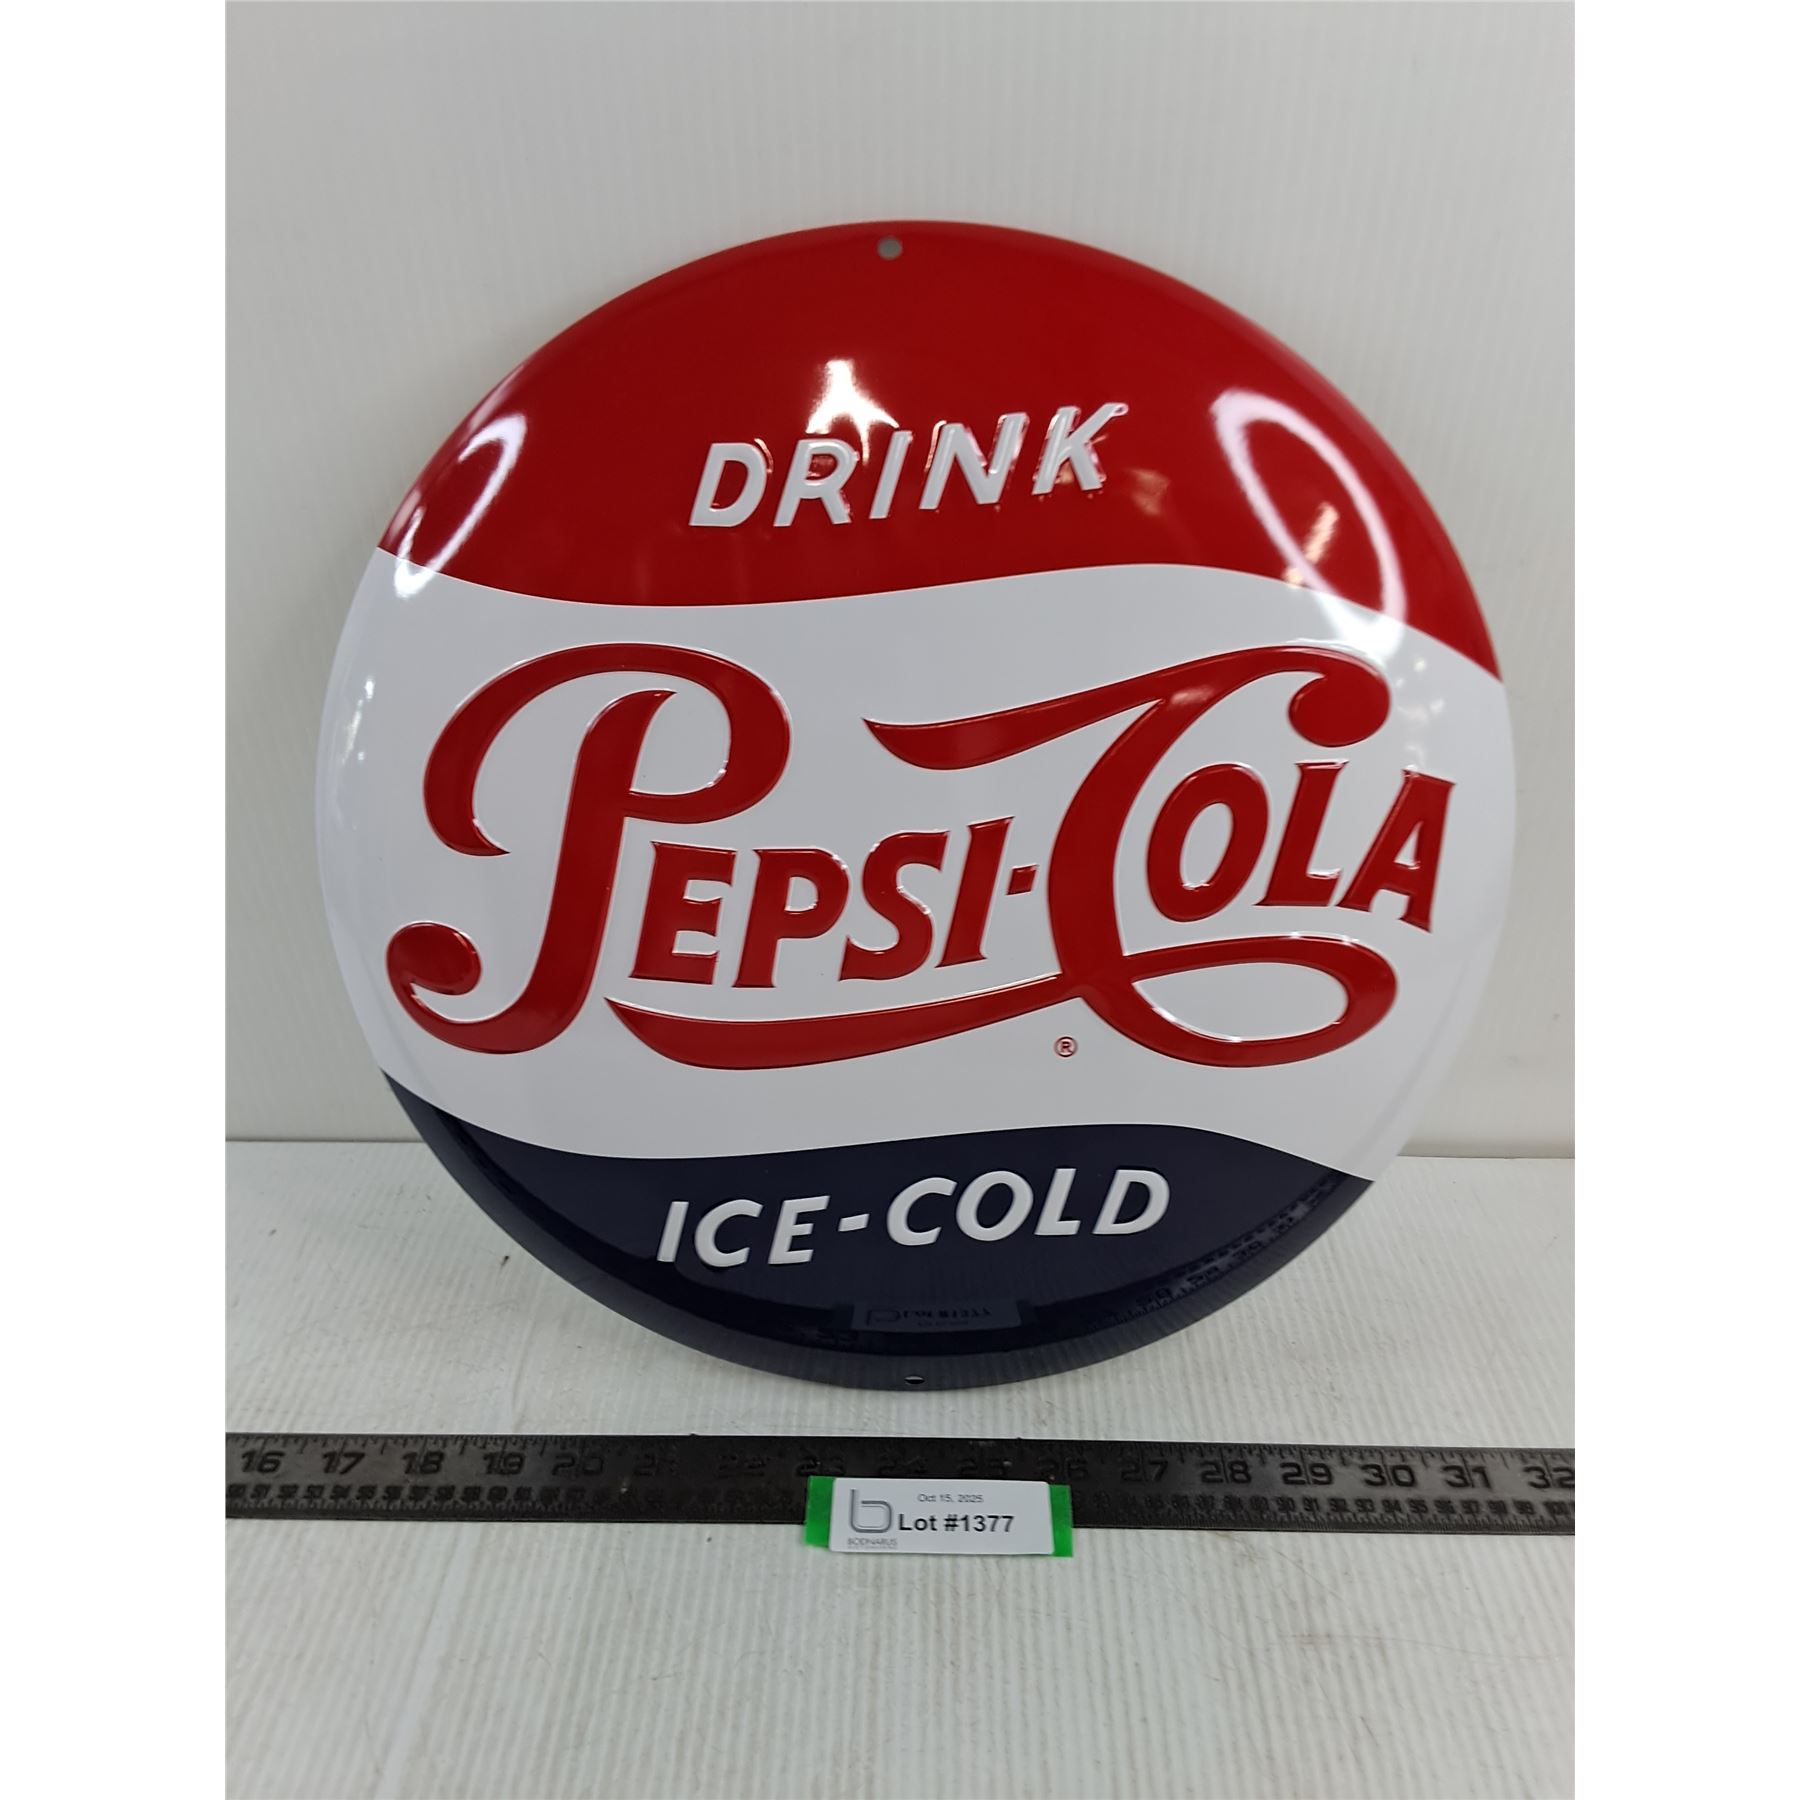 DRINK
PEPSI-COLA
®
ICE-COLD
16 17 18 19 20 21 22 23 24 25 26 27 28 29 30 31 32
Oct 15, 2025
b Lot #1377
BODNARUS